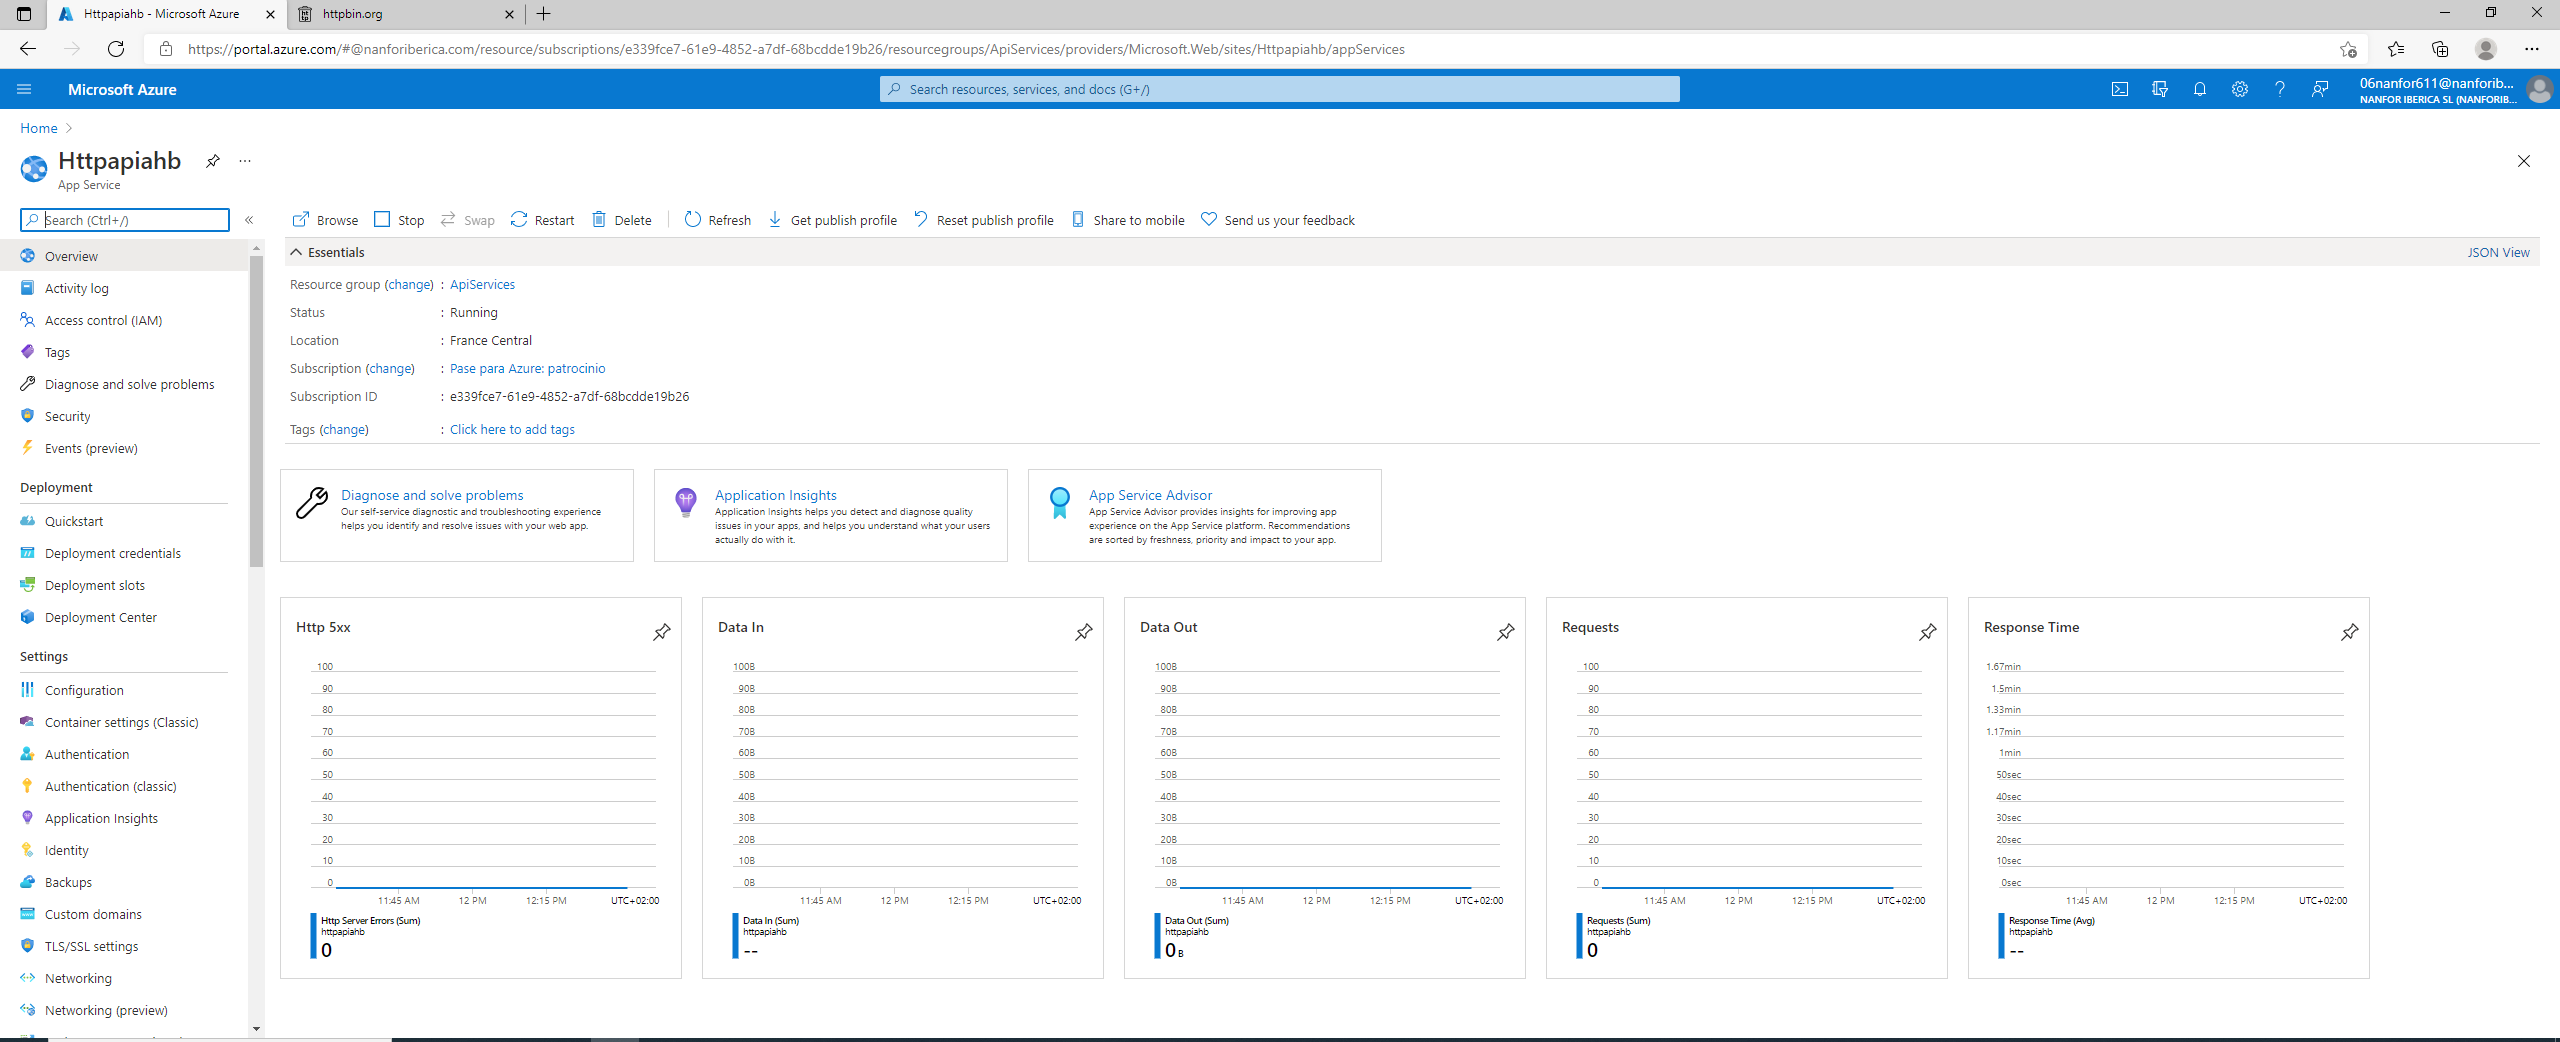 Httpapiahb - Microsoft Azure
httpbin.org
https://portal.azure.com/#@nanforiberica.com/resource/subscriptions/e339fce7-61e9-4852-a7df-68bcdde19b26/resourcegroups/ApiServices/providers/Microsoft.Web/sites/Httpapiahb/appServices
Microsoft Azure
Search resources, services, and docs (G+/)
06nanfor611@nanforib...
NANFOR IBERICA SL (NANFORIB...
Home
Httpapiahb
App Service
Search (Ctrl+/)
Browse Stop Swap Restart Delete Refresh Get publish profile Reset publish profile Share to mobile Send us your feedback
Overview
Activity log
Access control (IAM)
Tags
Diagnose and solve problems
Security
Events (preview)
Deployment
Quickstart
Deployment credentials
Deployment slots
Deployment Center
Settings
Configuration
Container settings (Classic)
Authentication
Authentication (classic)
Application Insights
Identity
Backups
Custom domains
TLS/SSL settings
Networking
Networking (preview)
Essentials
JSON View
Resource group (change) : ApiServices
Status : Running
Location : France Central
Subscription (change) : Pase para Azure: patrocinio
Subscription ID : e339fce7-61e9-4852-a7df-68bcdde19b26
Tags (change) : Click here to add tags
Diagnose and solve problems
Our self-service diagnostic and troubleshooting experience
helps you identify and resolve issues with your web app.
Application Insights
Application Insights helps you detect and diagnose quality
issues in your apps, and helps you understand what your users
actually do with it.
App Service Advisor
App Service Advisor provides insights for improving app
experience on the App Service platform. Recommendations
are sorted by freshness, priority and impact to your app.
Http 5xx
100
90
80
70
60
50
40
30
20
10
0
11:45 AM 12 PM 12:15 PM UTC+02:00
Http Server Errors (Sum)
httpapiahb
0
Data In
100B
90B
80B
70B
60B
50B
40B
30B
20B
10B
0B
11:45 AM 12 PM 12:15 PM UTC+02:00
Data In (Sum)
httpapiahb
--
Data Out
100B
90B
80B
70B
60B
50B
40B
30B
20B
10B
0B
11:45 AM 12 PM 12:15 PM UTC+02:00
Data Out (Sum)
httpapiahb
0 B
Requests
100
90
80
70
60
50
40
30
20
10
0
11:45 AM 12 PM 12:15 PM UTC+02:00
Requests (Sum)
httpapiahb
0
Response Time
1.67min
1.5min
1.33min
1.17min
1min
50sec
40sec
30sec
20sec
10sec
0sec
11:45 AM 12 PM 12:15 PM UTC+02:00
Response Time (Avg)
httpapiahb
--